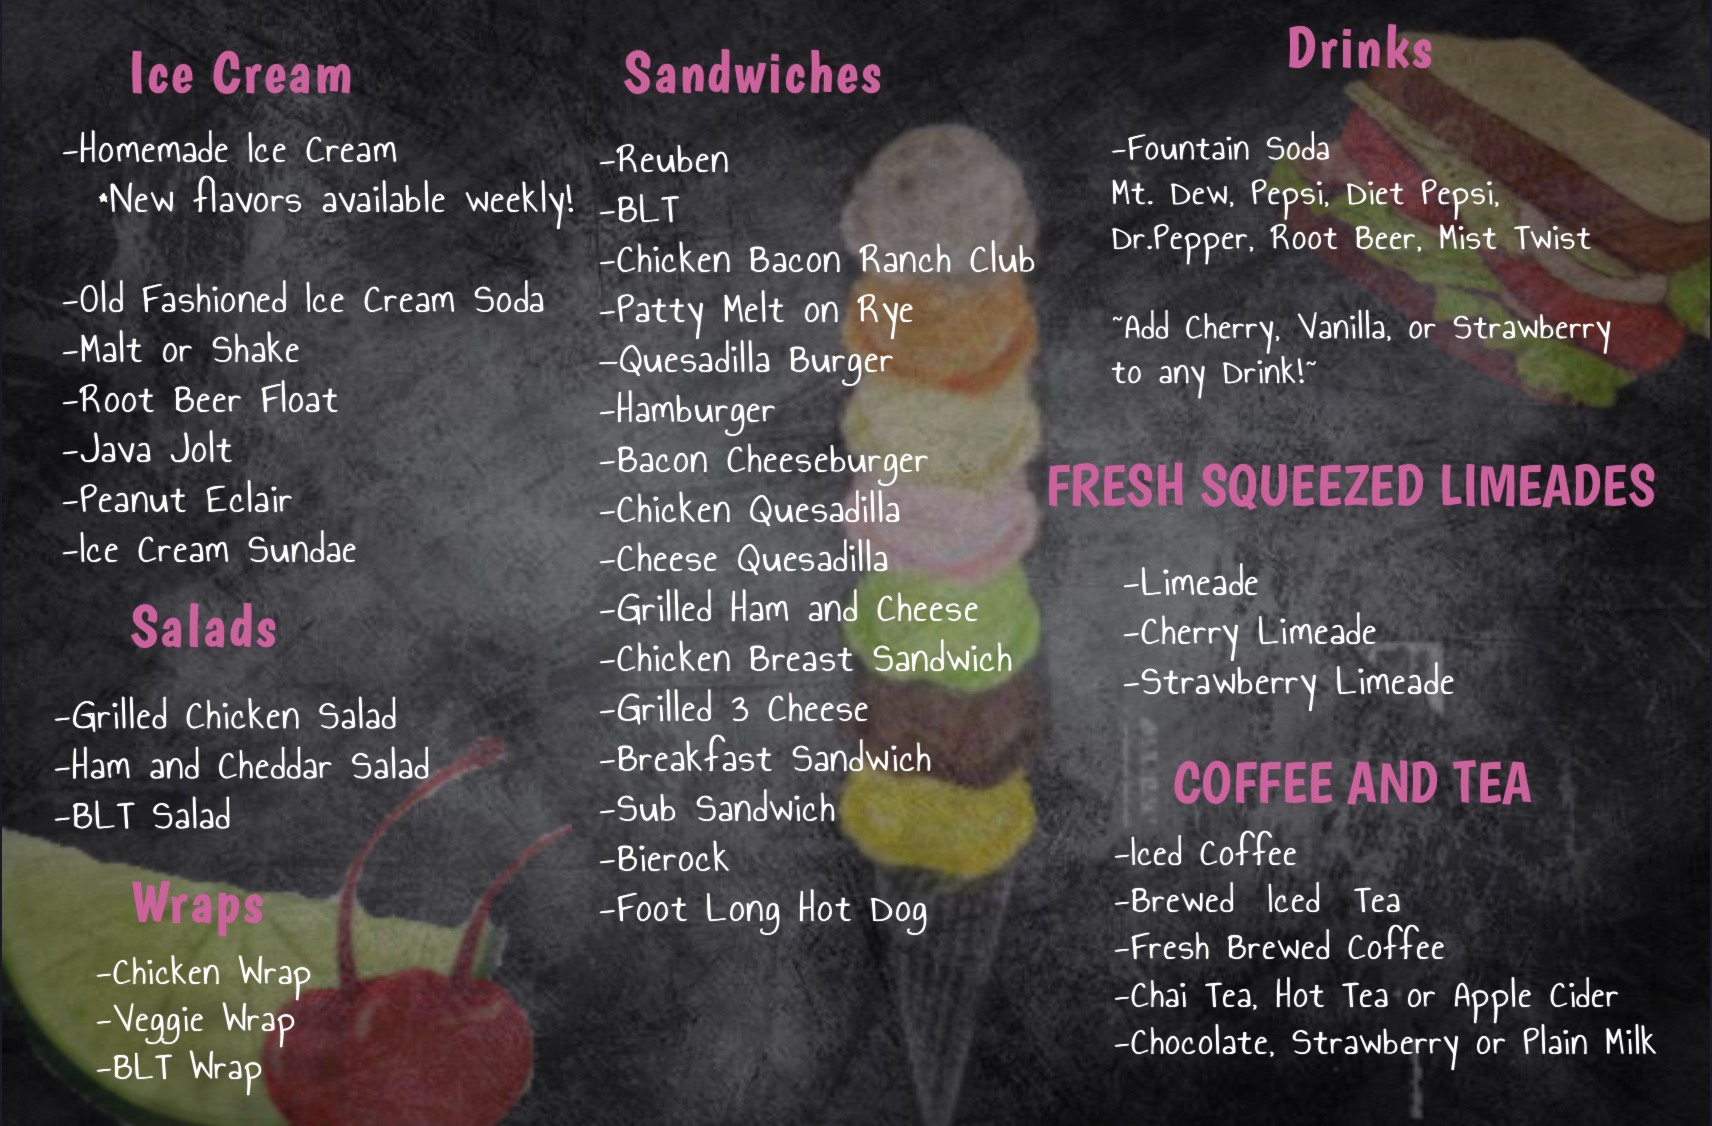 Ice Cream
-Homemade Ice Cream
*New flavors available weekly!
-Old Fashioned Ice Cream Soda
-Malt or Shake
-Root Beer Float
-Java Jolt
-Peanut Eclair
-Ice Cream Sundae
Salads
-Grilled Chicken Salad
-Ham and Cheddar Salad
-BLT Salad
Wraps
-Chicken Wrap
-Veggie Wrap
-BLT Wrap
Sandwiches
-Reuben
-BLT
-Chicken Bacon Ranch Club
-Patty Melt on Rye
-Quesadilla Burger
-Hamburger
-Bacon Cheeseburger
-Chicken Quesadilla
-Cheese Quesadilla
-Grilled Ham and Cheese
-Chicken Breast Sandwich
-Grilled 3 Cheese
-Breakfast Sandwich
-Sub Sandwich
-Bierock
-Foot Long Hot Dog
Drinks
-Fountain Soda
Mt. Dew, Pepsi, Diet Pepsi,
Dr.Pepper, Root Beer, Mist Twist
~Add Cherry, Vanilla, or Strawberry
to any Drink!~
FRESH SQUEEZED LIMEADES
-Limeade
-Cherry Limeade
-Strawberry Limeade
COFFEE AND TEA
-Iced Coffee
-Brewed Iced Tea
-Fresh Brewed Coffee
-Chai Tea, Hot Tea or Apple Cider
-Chocolate, Strawberry or Plain Milk